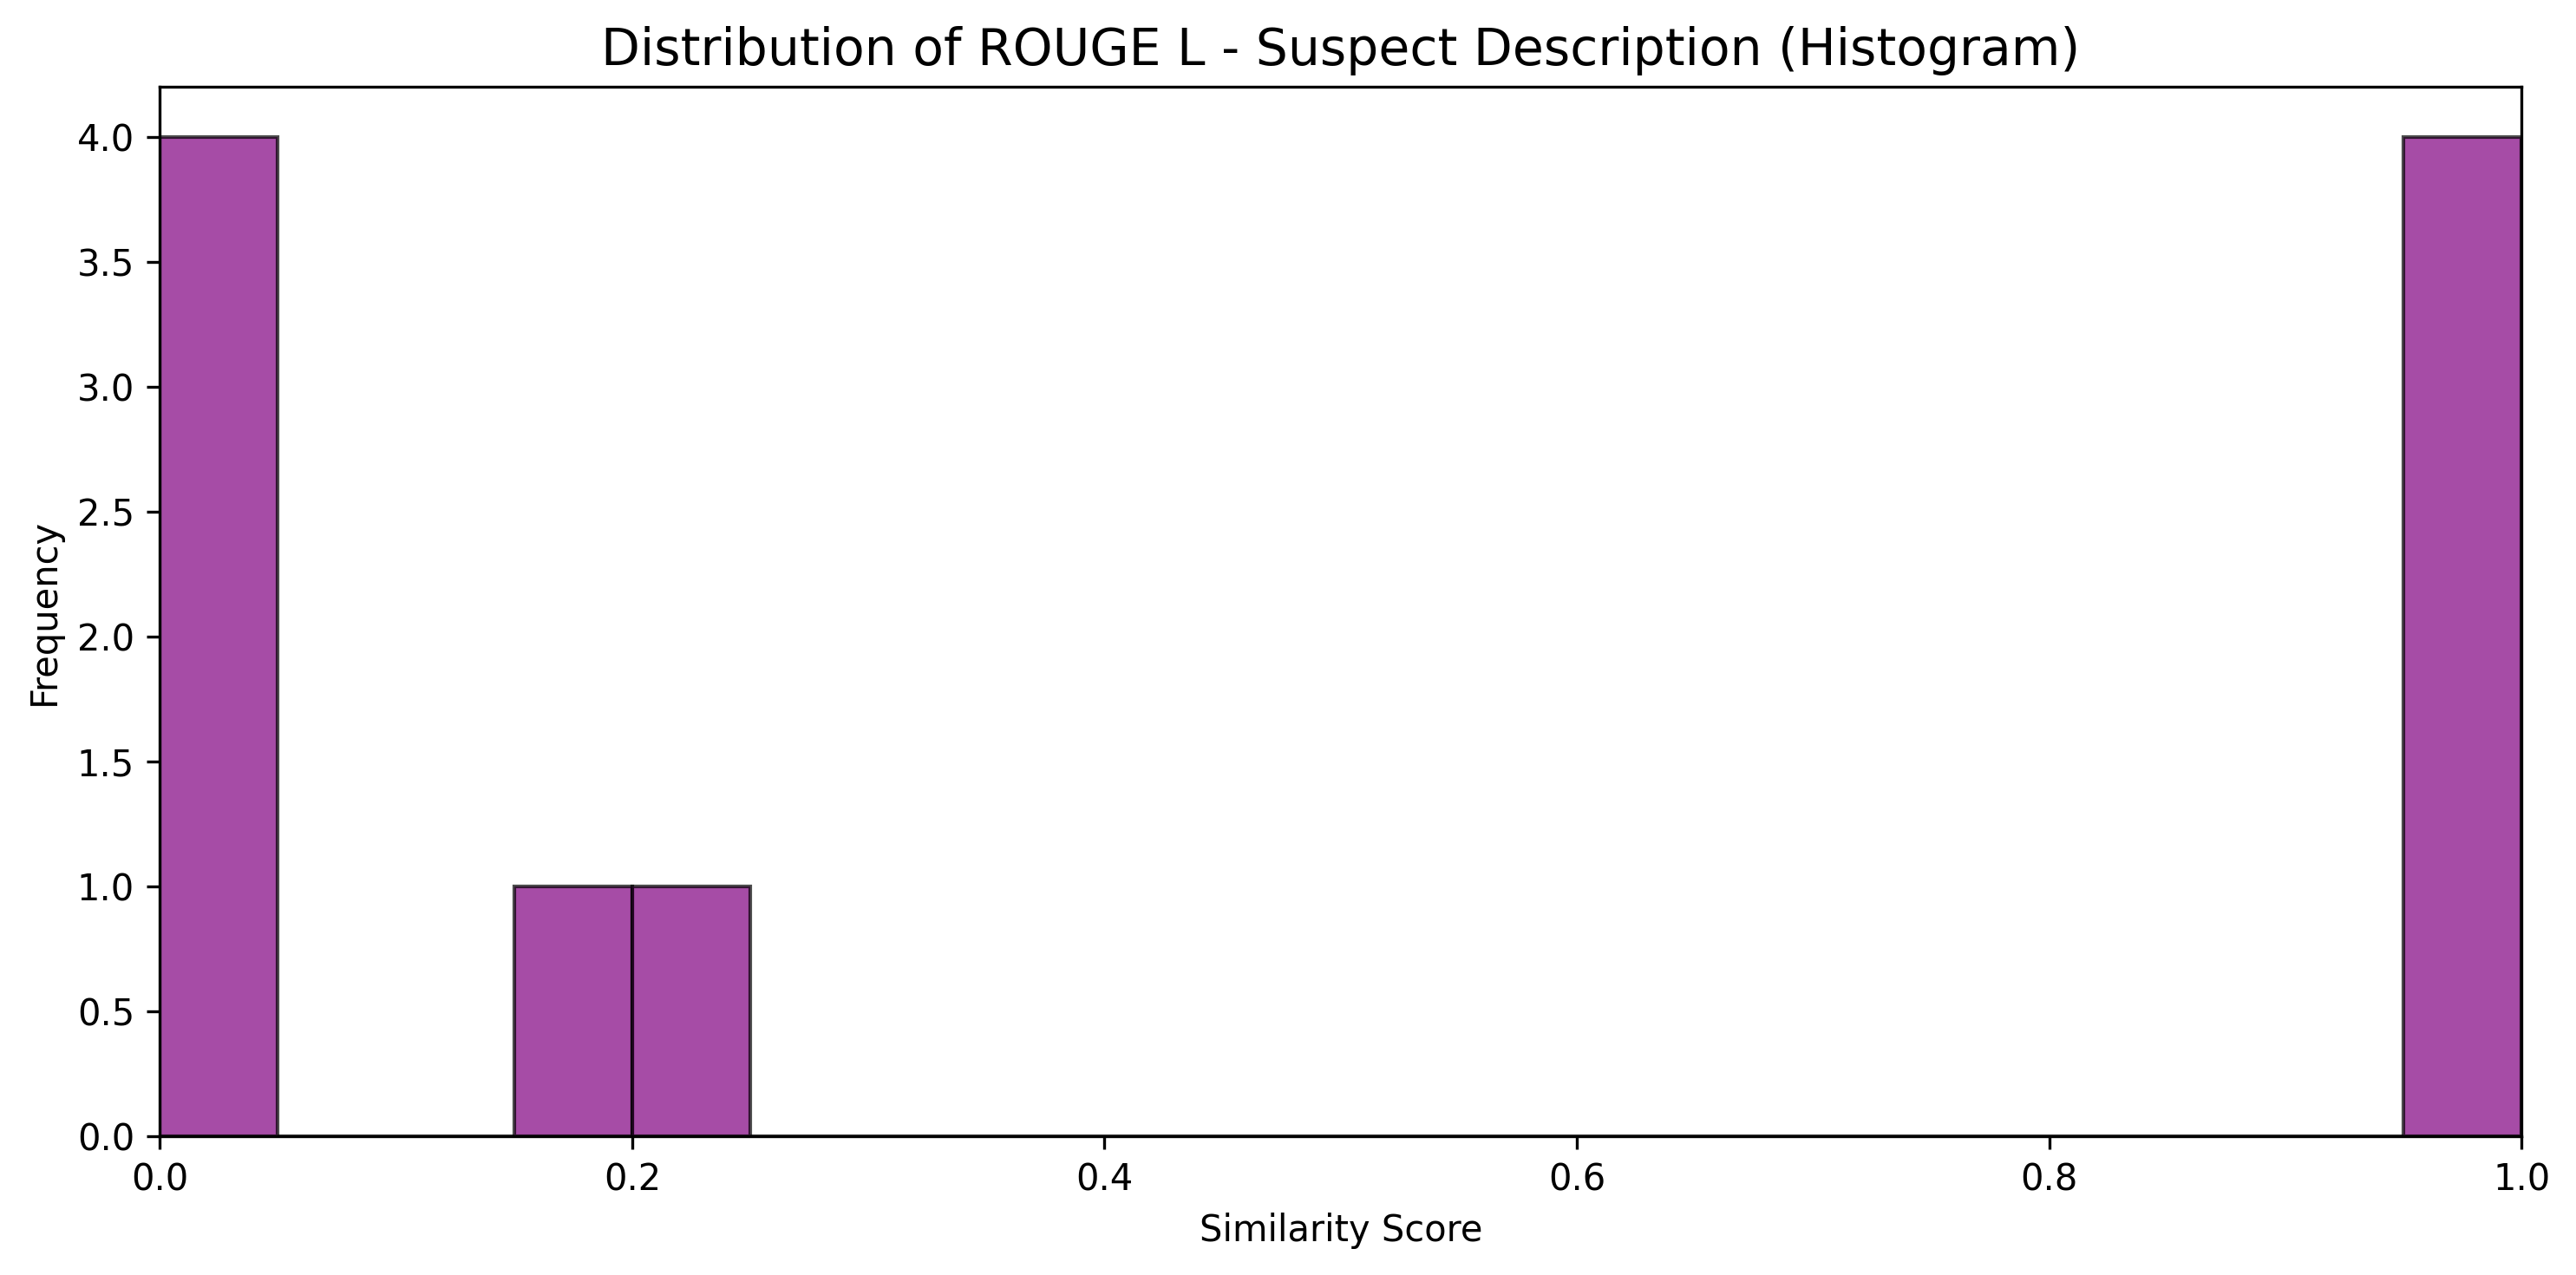 Distribution of ROUGE L - Suspect Description (Histogram)
4.0
3.5
3.0
2.5
2.0
1.5
1.0
0.5
0.0
Frequency
0.0 0.2 0.4 0.6 0.8 1.0
Similarity Score